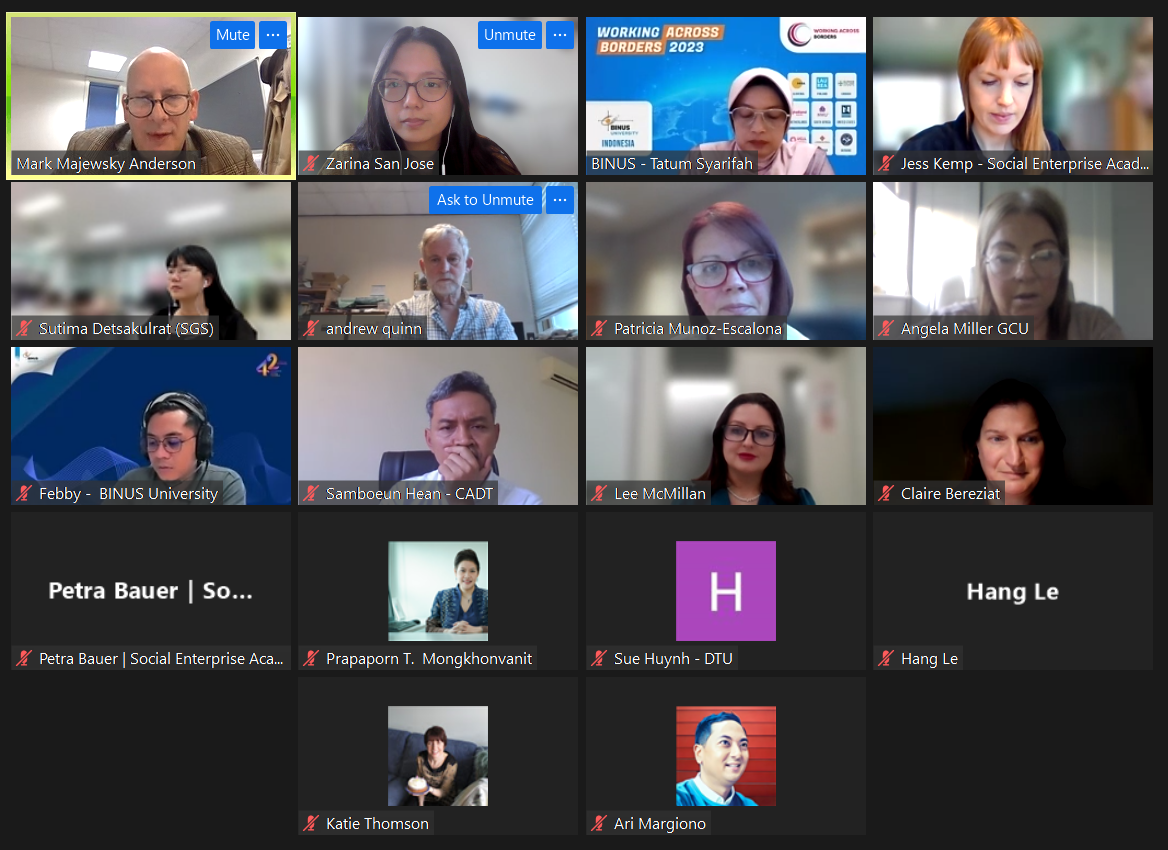 Mute
...
Unmute
...
WORKING ACROSS
BORDERS 2023
WORKING ACROSS
BORDERS
BINUS
UNIVERSITY
INDONESIA
Mark Majewsky Anderson
Zarina San Jose
BINUS - Tatum Syarifah
Jess Kemp - Social Enterprise Acad...
Ask to Unmute
...
Sutima Detsakulrat (SGS)
andrew quinn
Patricia Munoz-Escalona
Angela Miller GCU
42
Febby - BINUS University
Samboeun Hean - CADT
Lee McMillan
Claire Bereziat
Petra Bauer | So...
H
Hang Le
Petra Bauer | Social Enterprise Aca...
Prapaporn T. Mongkhonvanit
Sue Huynh - DTU
Hang Le
Katie Thomson
Ari Margiono